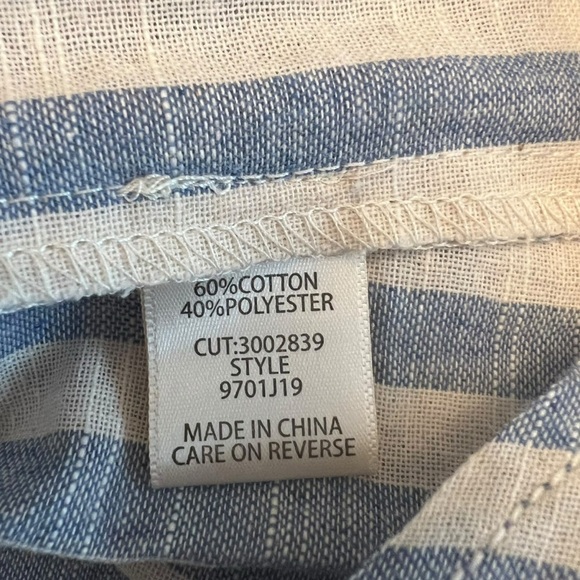 60%COTTON
40%POLYESTER
CUT:3002839
STYLE
9701J19
MADE IN CHINA
CARE ON REVERSE